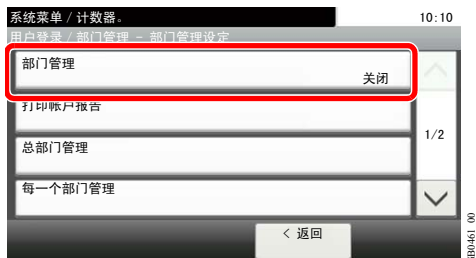 系统菜单 / 计数器。
10:10
用户登录 / 部门管理 - 部门管理设定
部门管理
关闭
打印帐户报告
1/2
总部门管理
每一个部门管理
< 返回